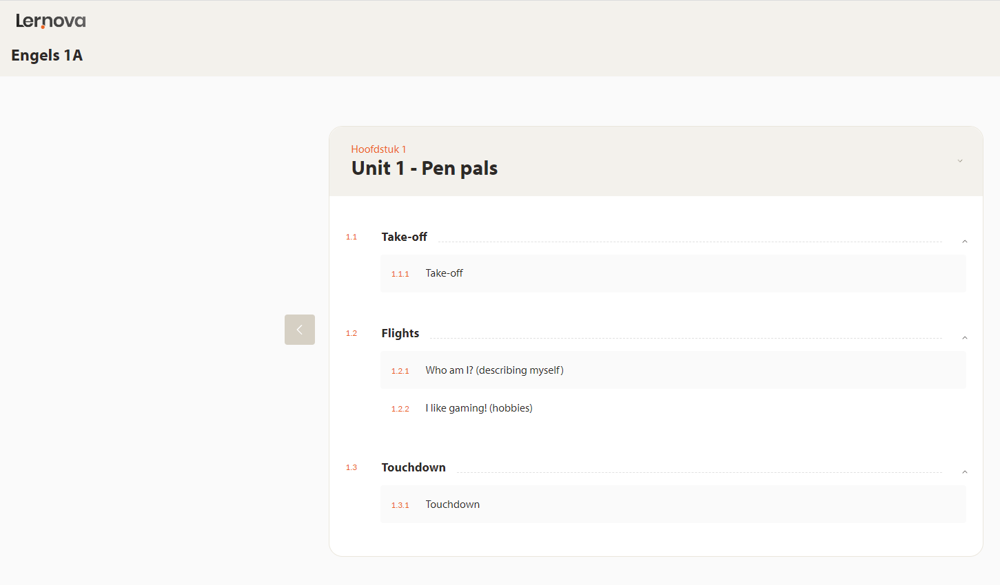 Lernova
Engels 1A
Hoofdstuk 1
Unit 1 - Pen pals
1.1 Take-off
1.1.1 Take-off
1.2 Flights
1.2.1 Who am I? (describing myself)
1.2.2 I like gaming! (hobbies)
1.3 Touchdown
1.3.1 Touchdown